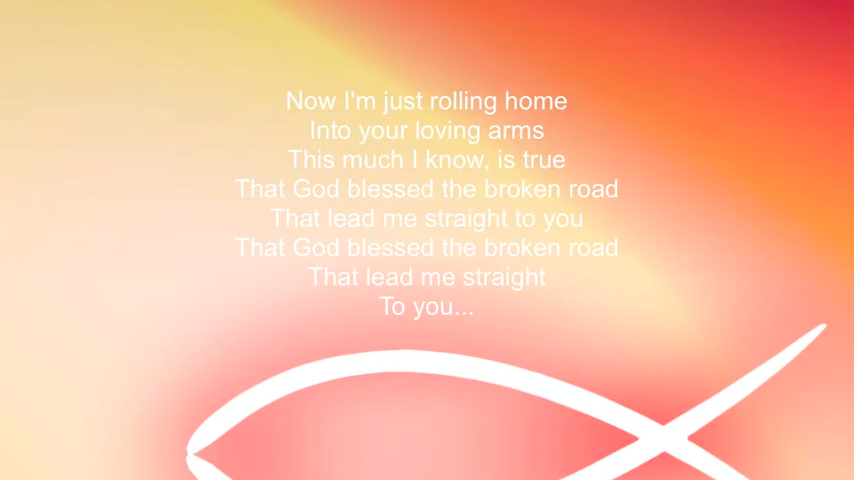 Now I'm just rolling home
Into your loving arms
This much I know, is true
That God blessed the broken road
That lead me straight to you
That God blessed the broken road
That lead me straight
To you...